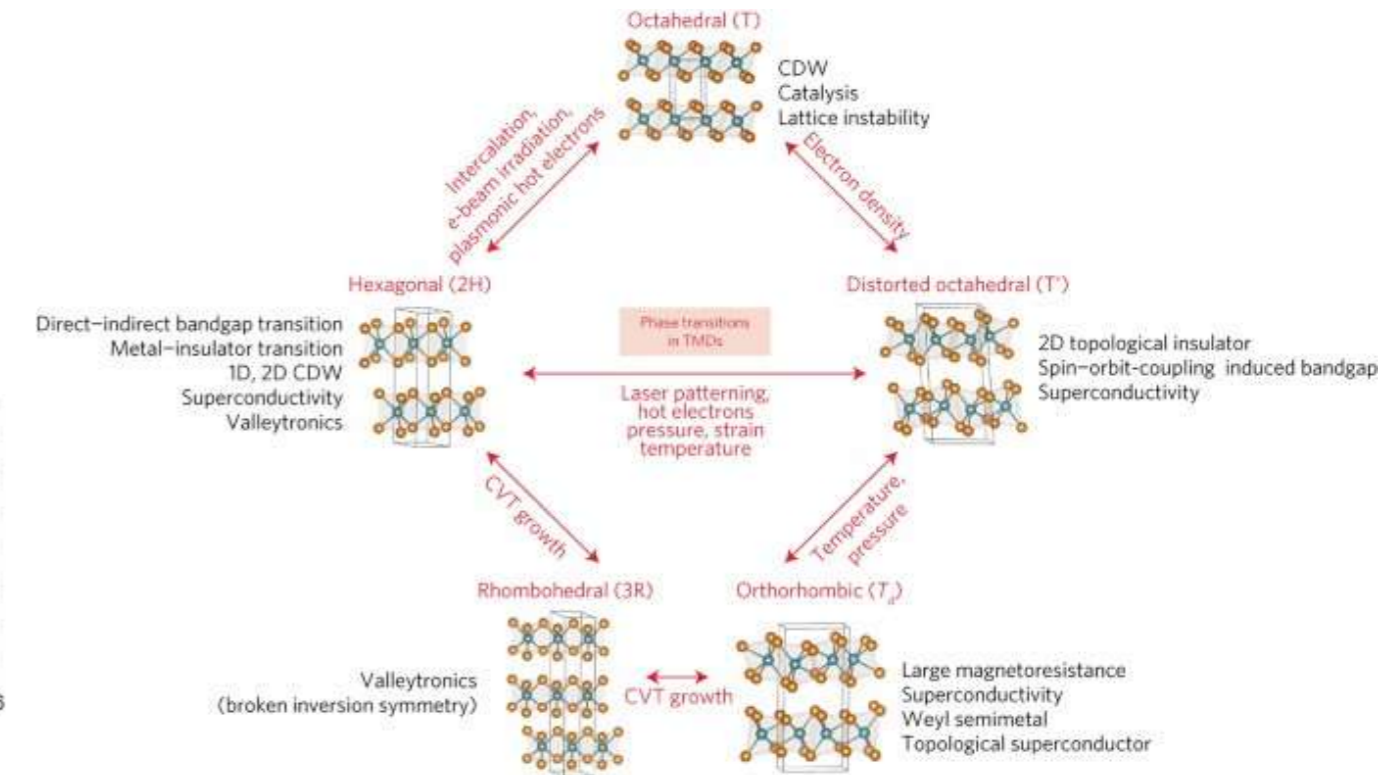 Octahedral (T)
CDW
Catalysis
Lattice instability
Intercalation,
e-beam irradiation,
plasmonic hot electrons
Electron density
Hexagonal (2H)
Distorted octahedral (T')
Direct–indirect bandgap transition
Metal–insulator transition
1D, 2D CDW
Superconductivity
Valleytronics
Phase transitions
in TMDs
2D topological insulator
Spin–orbit-coupling induced bandgap
Superconductivity
Laser patterning,
hot electrons
pressure, strain
temperature
CVT growth
Temperature,
pressure
Rhombohedral (3R)
Orthorhombic (Td)
Valleytronics
(broken inversion symmetry)
CVT growth
Large magnetoresistance
Superconductivity
Weyl semimetal
Topological superconductor